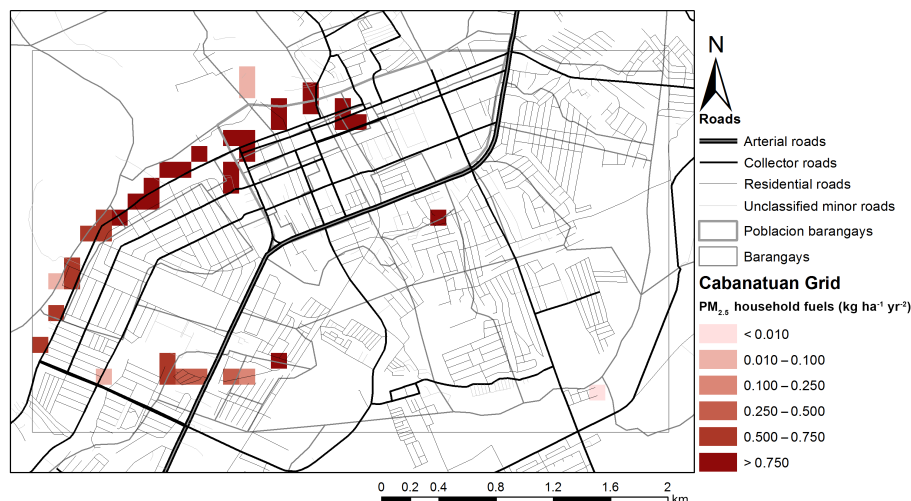 N
Roads
Arterial roads
Collector roads
Residential roads
Unclassified minor roads
Poblacion barangays
Barangays
Cabanatuan Grid
PM2.5 household fuels (kg ha-1 yr-2)
< 0.010
0.010 – 0.100
0.100 – 0.250
0.250 – 0.500
0.500 – 0.750
> 0.750
0 0.2 0.4 0.8 1.2 1.6 2
km